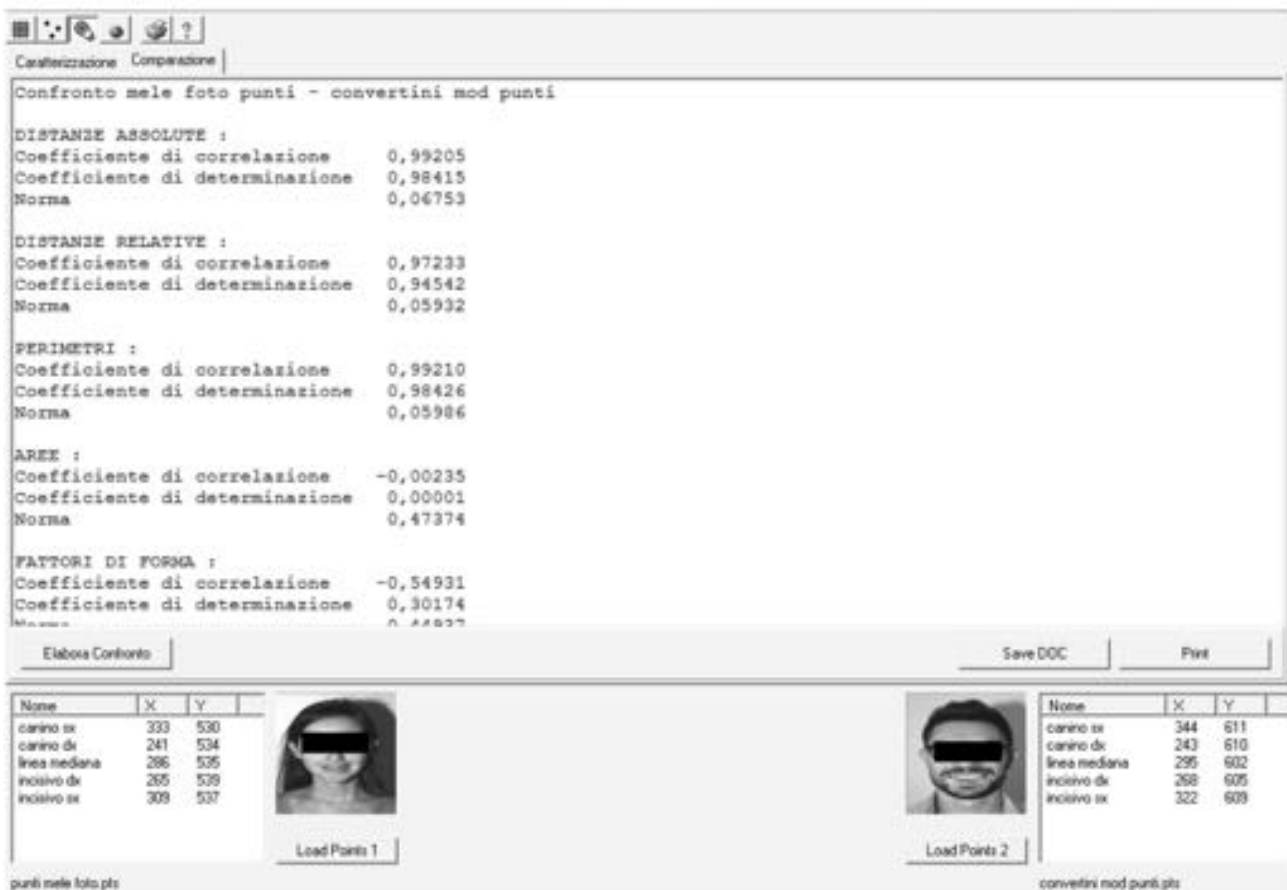 Caratterizzazione Comparazione
Confronto mele foto punti - convertini mod punti
DISTANZE ASSOLUTE :
Coefficiente di correlazione 0,99205
Coefficiente di determinazione 0,98415
Norma 0,06753
DISTANZE RELATIVE :
Coefficiente di correlazione 0,97233
Coefficiente di determinazione 0,94542
Norma 0,05932
PERIMETRI :
Coefficiente di correlazione 0,99210
Coefficiente di determinazione 0,98426
Norma 0,05986
AREE :
Coefficiente di correlazione -0,00235
Coefficiente di determinazione 0,00001
Norma 0,47374
FATTORI DI FORMA :
Coefficiente di correlazione -0,54931
Coefficiente di determinazione 0,30174
Norma 0,44937
Elabora Confronto Save DOC Print
Nome X Y
canino sx 333 530
canino dx 241 534
linea mediana 286 535
incisivo dx 265 539
incisivo sx 309 537
Load Points 1
punti mele foto.pts
Nome X Y
canino sx 344 611
canino dx 243 610
linea mediana 295 602
incisivo dx 268 605
incisivo sx 322 609
Load Points 2
convertini mod punti.pts